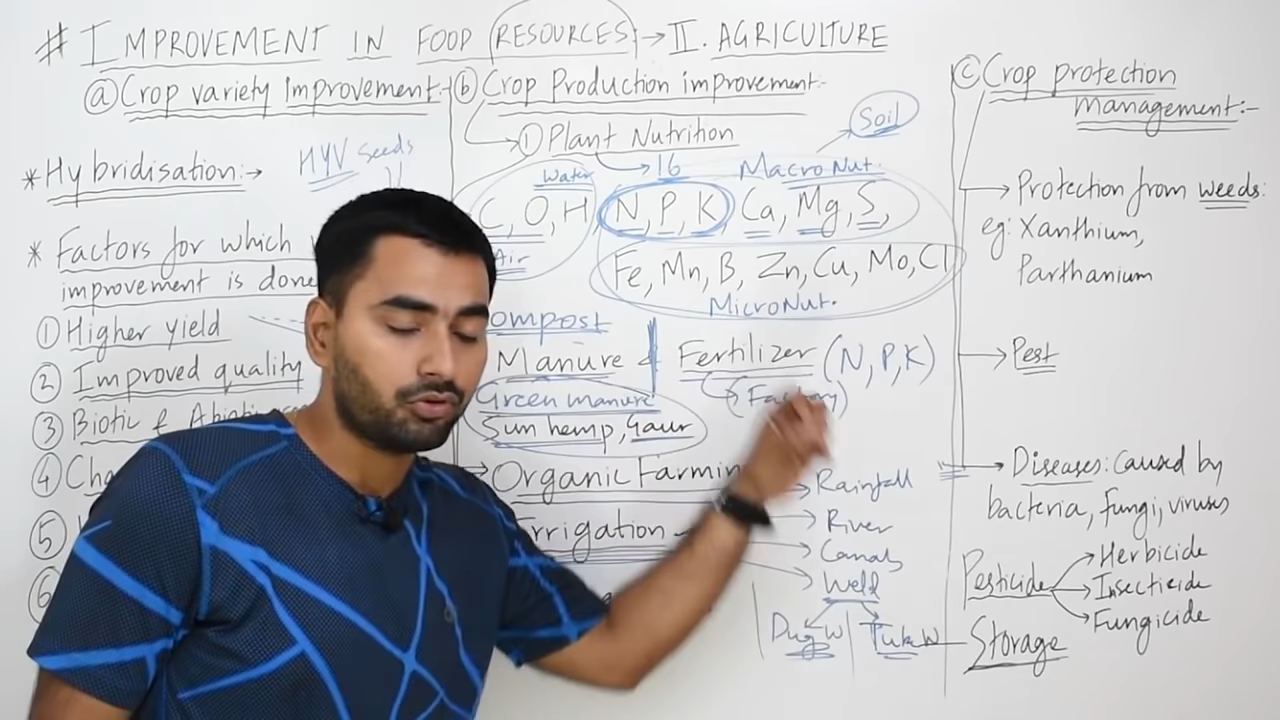 # IMPROVEMENT IN FOOD RESOURCES → II. AGRICULTURE
(a) Crop variety improvement:-
* Hybridisation:→
HYV Seeds
* Factors for which
improvement is done
① Higher yield
② Improved quality
③ Biotic &
④
⑤
⑥
(b) Crop Production improvement:-
① Plant Nutrition
→ 16
Macro Nut.
Soil
Water
C, O, H
N, P, K
Ca, Mg, S,
Air
Fe, Mn, B, Zn, Cu, Mo, Cl
MicroNut.
ompost
Manure & Fertilizer (N, P, K)
Green manure
Sun hemp, Gaur
→ Organic Farmin
rrigation
→ Rainfall
→ River
→ Canals
→ Well
Dug W
Tube W
(c) Crop protection
management:-
→ Protection from weeds:
eg: Xanthium,
Parthanium
→ Pest
→ Diseases: caused by
bacteria, fungi, viruses
Pesticide
→ Herbicide
→ Insecticide
→ Fungicide
Storage